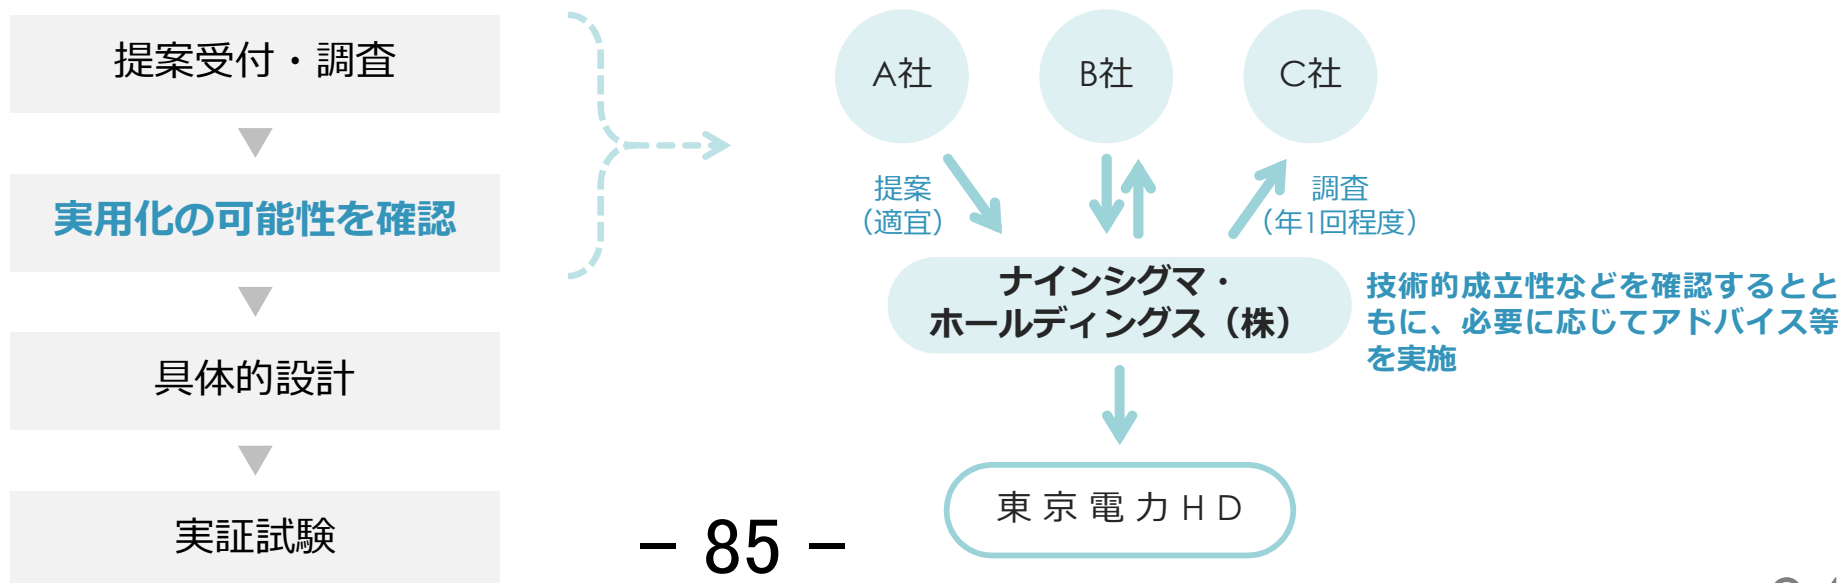 提案受付・調査
実用化の可能性を確認
具体的設計
実証試験
A社
B社
C社
提案
（適宜）
調査
（年1回程度）
ナインシグマ・
ホールディングス（株）
技術的成立性などを確認するとと
もに、必要に応じてアドバイス等
を実施
東京電力HD
− 85 −